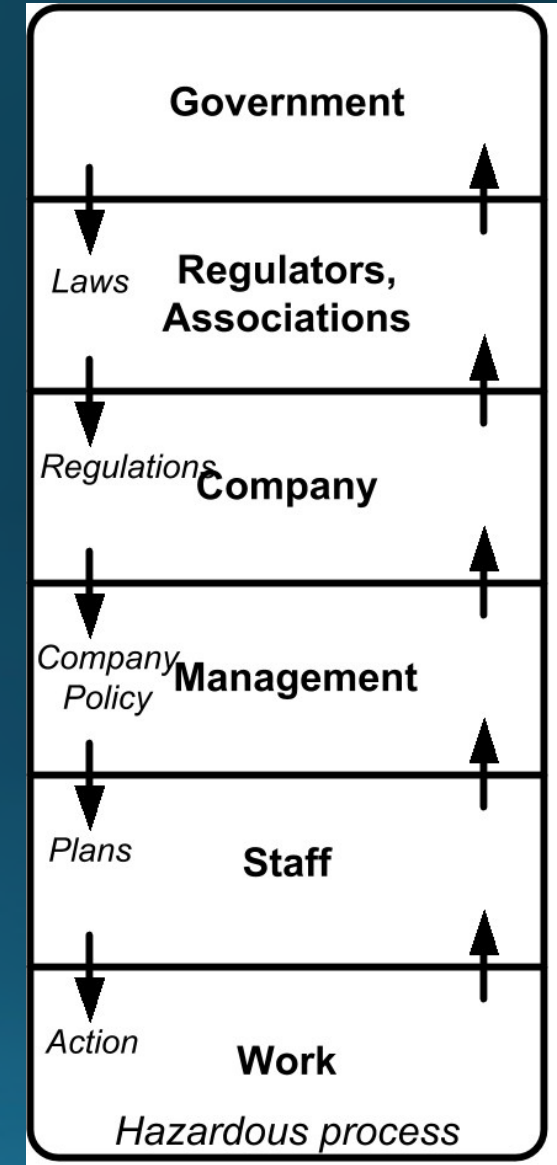 Government
Laws
Regulators,
Associations
Regulations
Company
Company
Policy
Management
Plans
Staff
Action
Work
Hazardous process